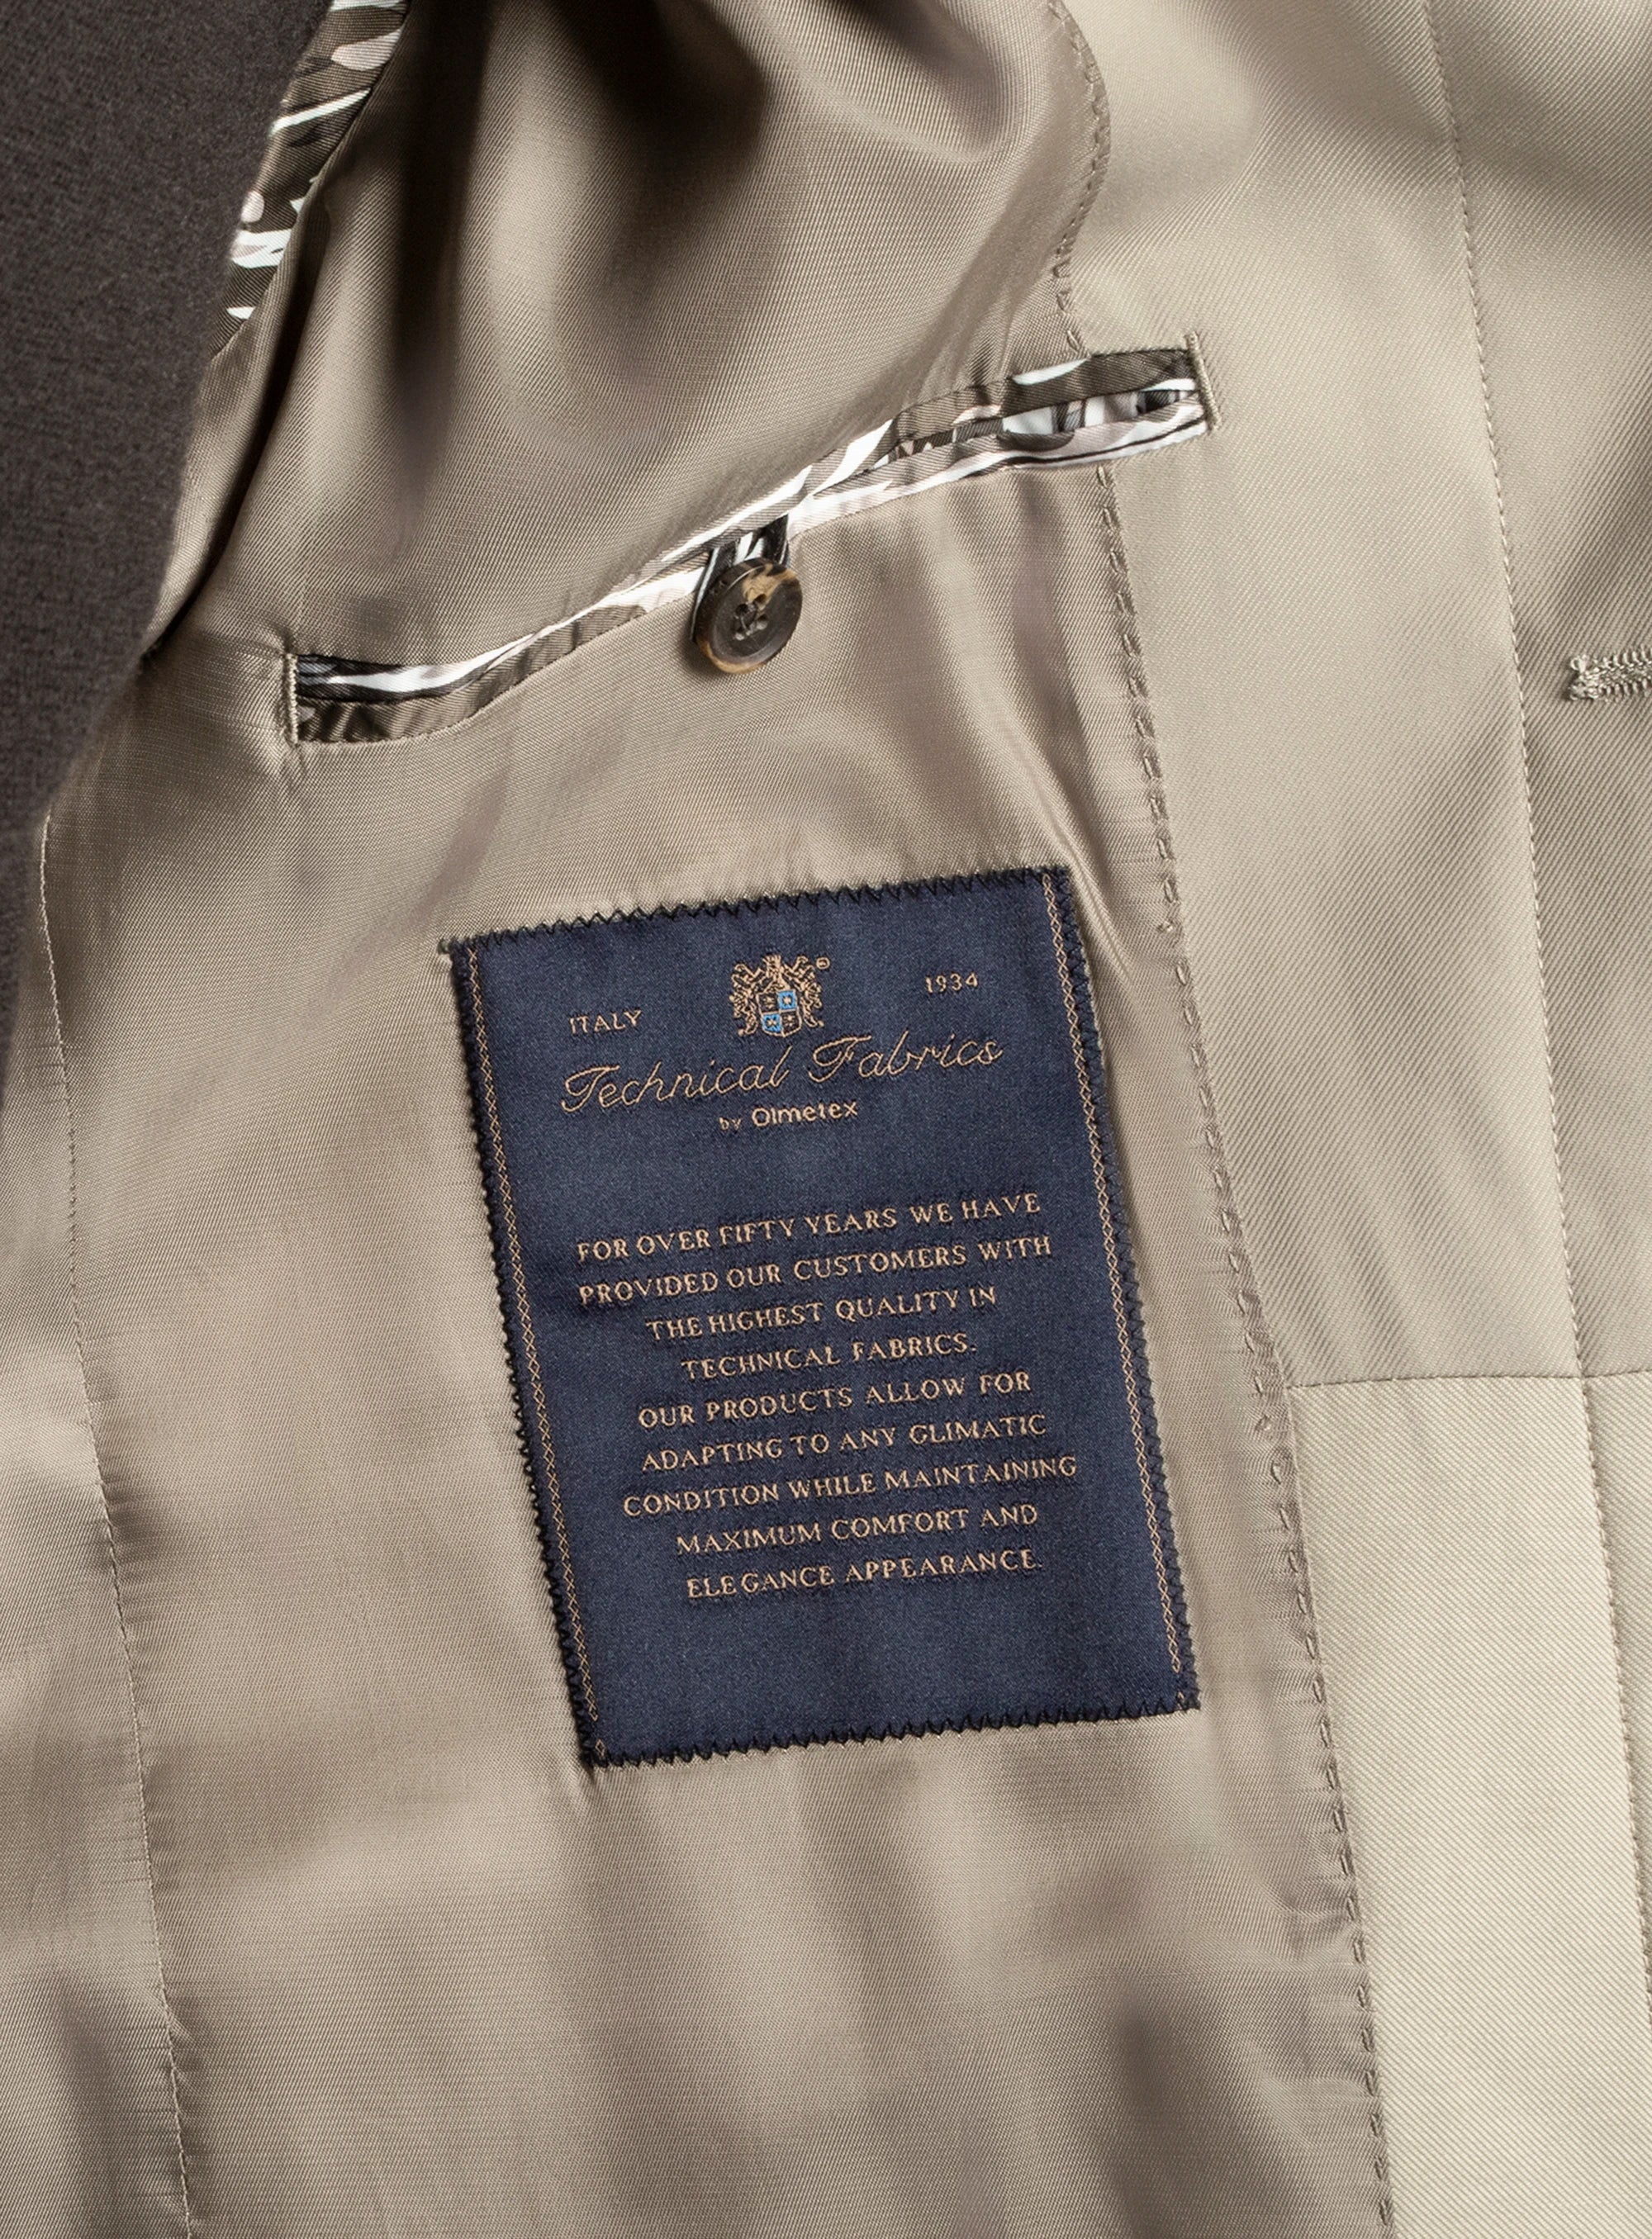 ITALY 1934
Technical Fabrics
by Olmetex
FOR OVER FIFTY YEARS WE HAVE
PROVIDED OUR CUSTOMERS WITH
THE HIGHEST QUALITY IN
TECHNICAL FABRICS.
OUR PRODUCTS ALLOW FOR
ADAPTING TO ANY CLIMATIC
CONDITION WHILE MAINTAINING
MAXIMUM COMFORT AND
ELEGANCE APPEARANCE.